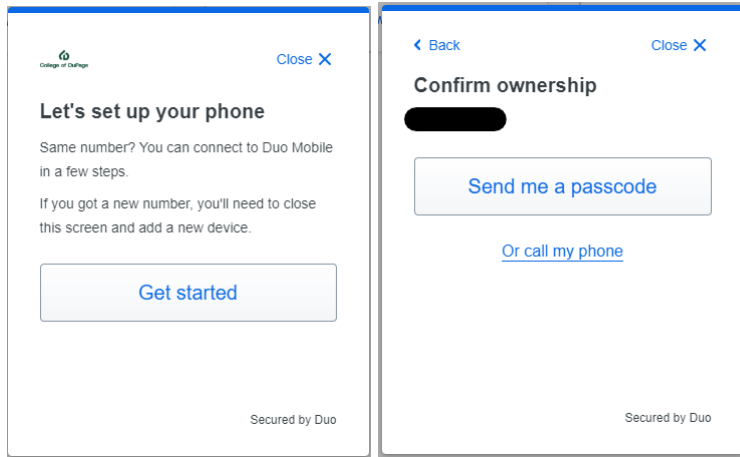 College of DuPage
Close
Let's set up your phone
Same number? You can connect to Duo Mobile
in a few steps.
If you got a new number, you'll need to close
this screen and add a new device.
Get started
Secured by Duo
Back
Close
Confirm ownership
Send me a passcode
Or call my phone
Secured by Duo